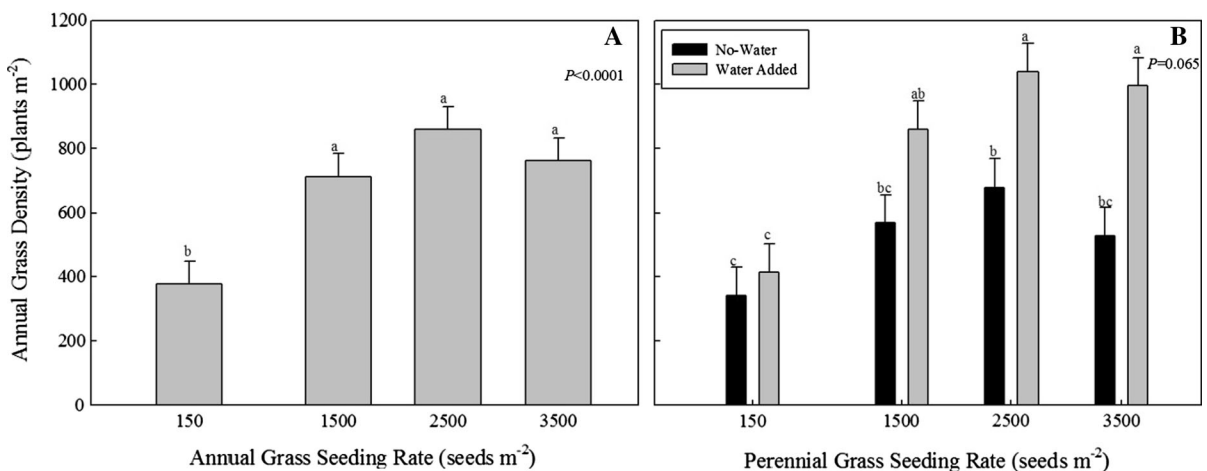 A
P<0.0001
Annual Grass Density (plants m-2)
1200
1000
800
600
400
200
0
b
a
a
a
150
1500
2500
3500
Annual Grass Seeding Rate (seeds m-2)
B
P=0.065
No-Water
Water Added
c
c
bc
ab
b
a
bc
a
150
1500
2500
3500
Perennial Grass Seeding Rate (seeds m-2)